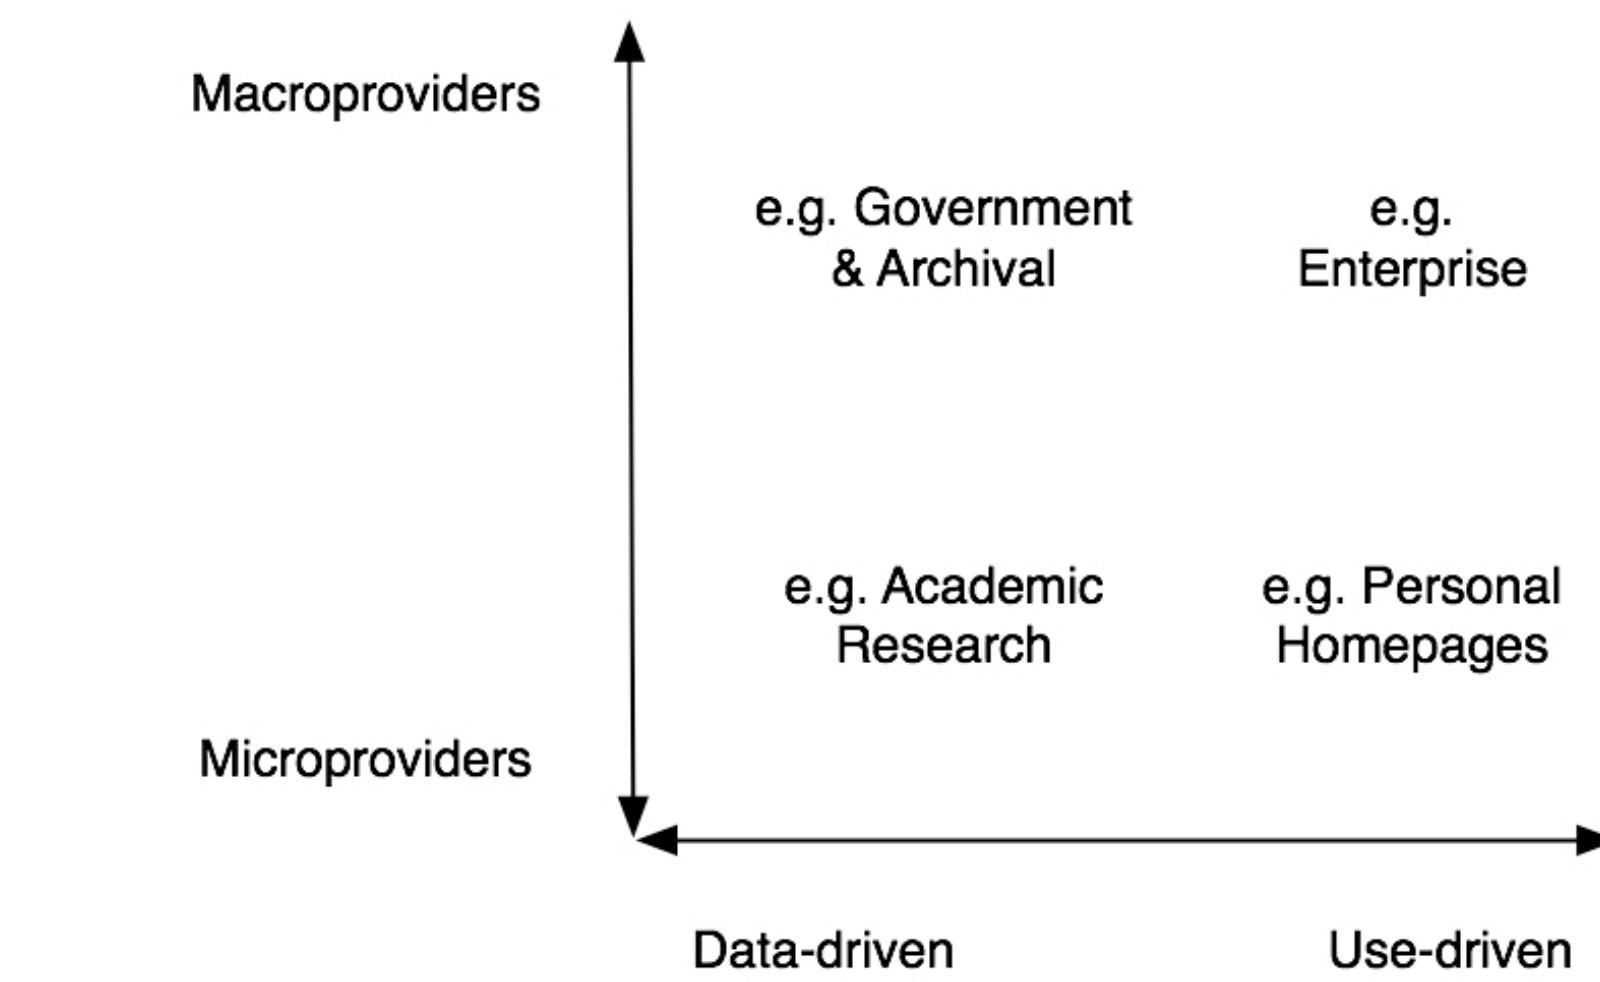 Macroproviders
e.g. Government
& Archival
e.g.
Enterprise
e.g. Academic
Research
e.g. Personal
Homepages
Microproviders
Data-driven
Use-driven